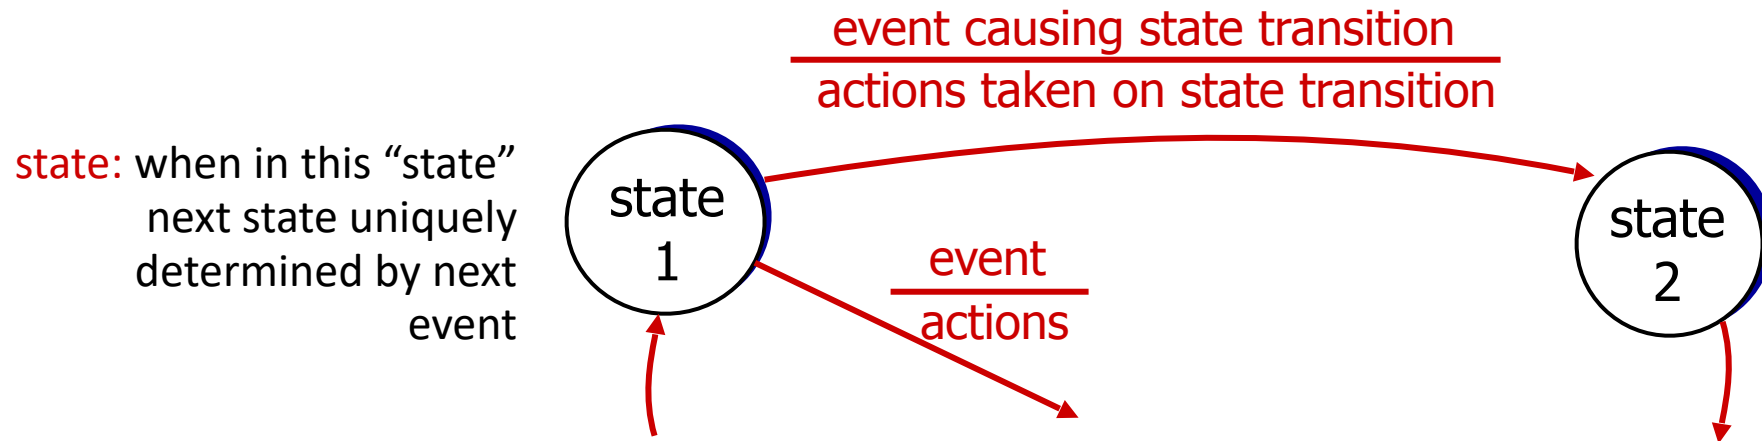 event causing state transition
actions taken on state transition
state: when in this “state”
next state uniquely
determined by next
event
state
1
event
actions
state
2